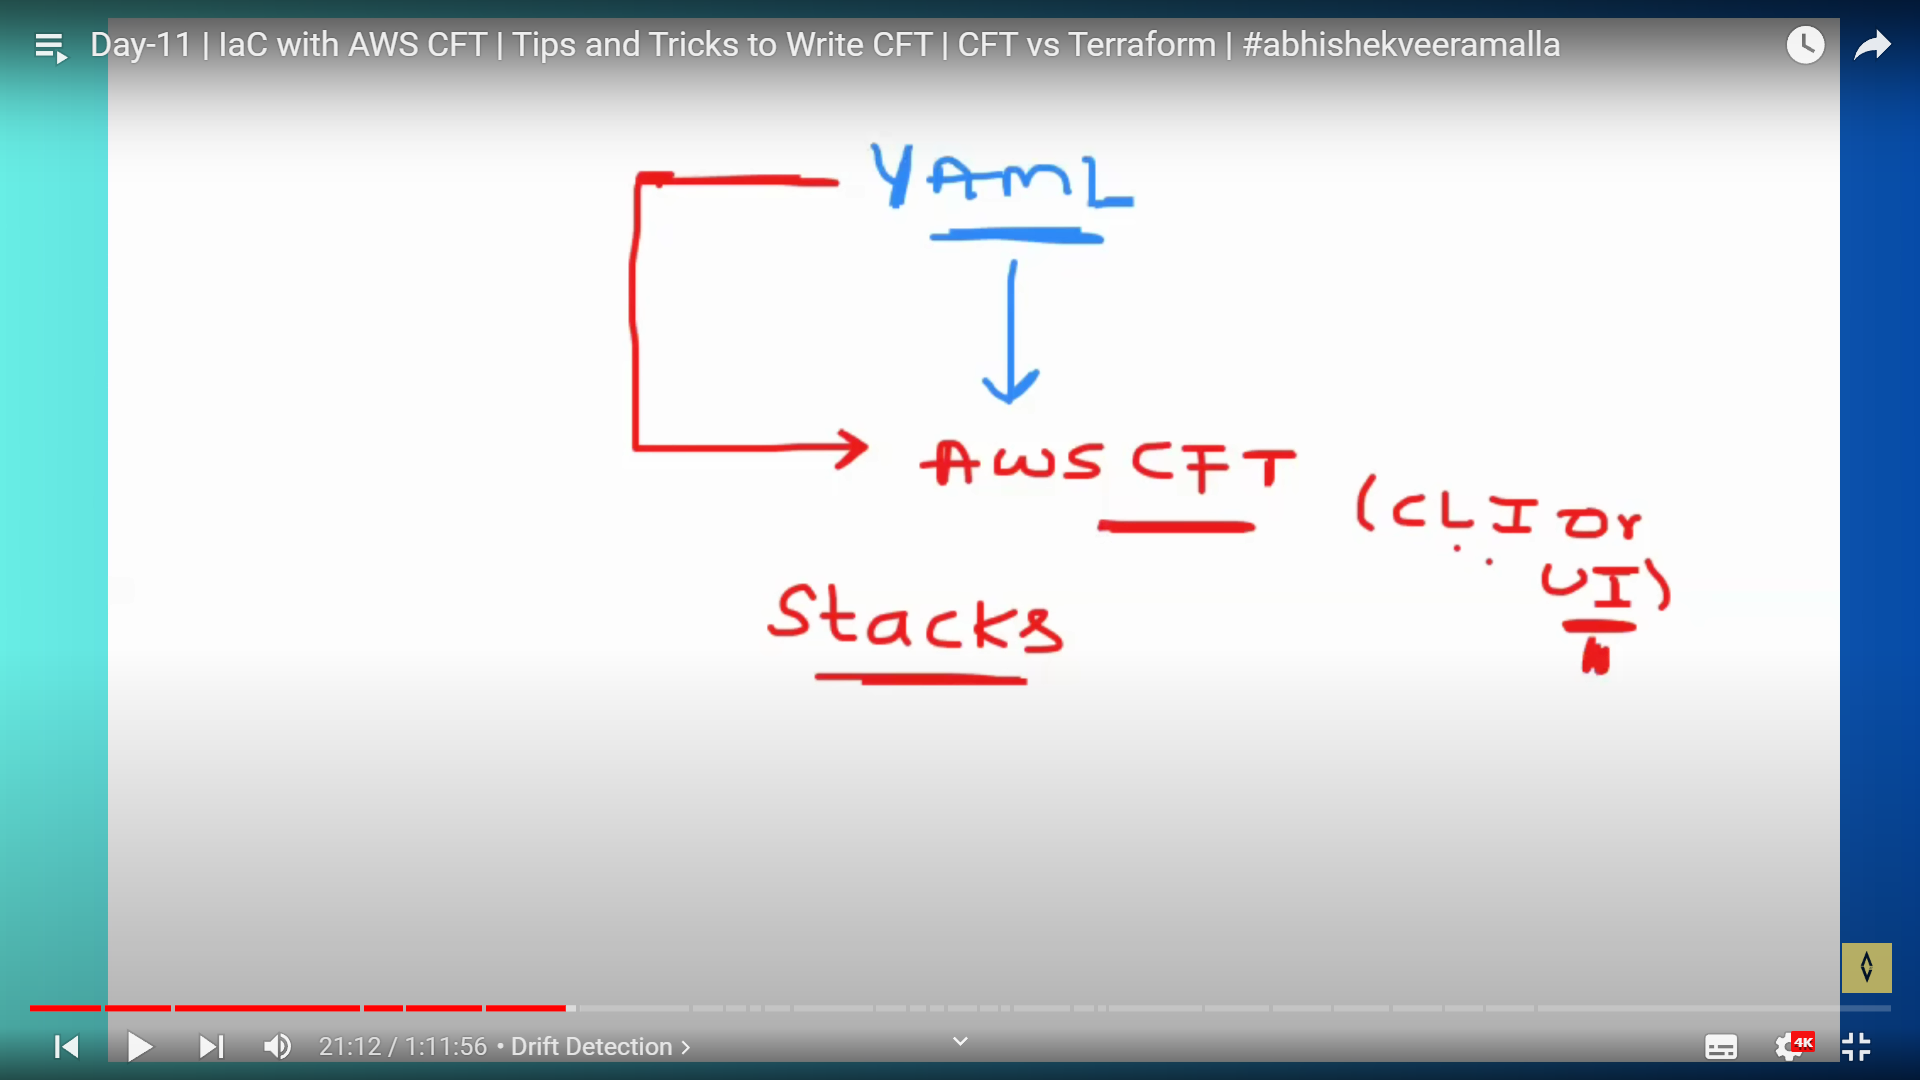 Day-11 | IaC with AWS CFT | Tips and Tricks to Write CFT | CFT vs Terraform | #abhishekveeramalla
YAML
AWS CFT
(CLI or
UI)
Stacks
21:12 / 1:11:56 • Drift Detection >
4K